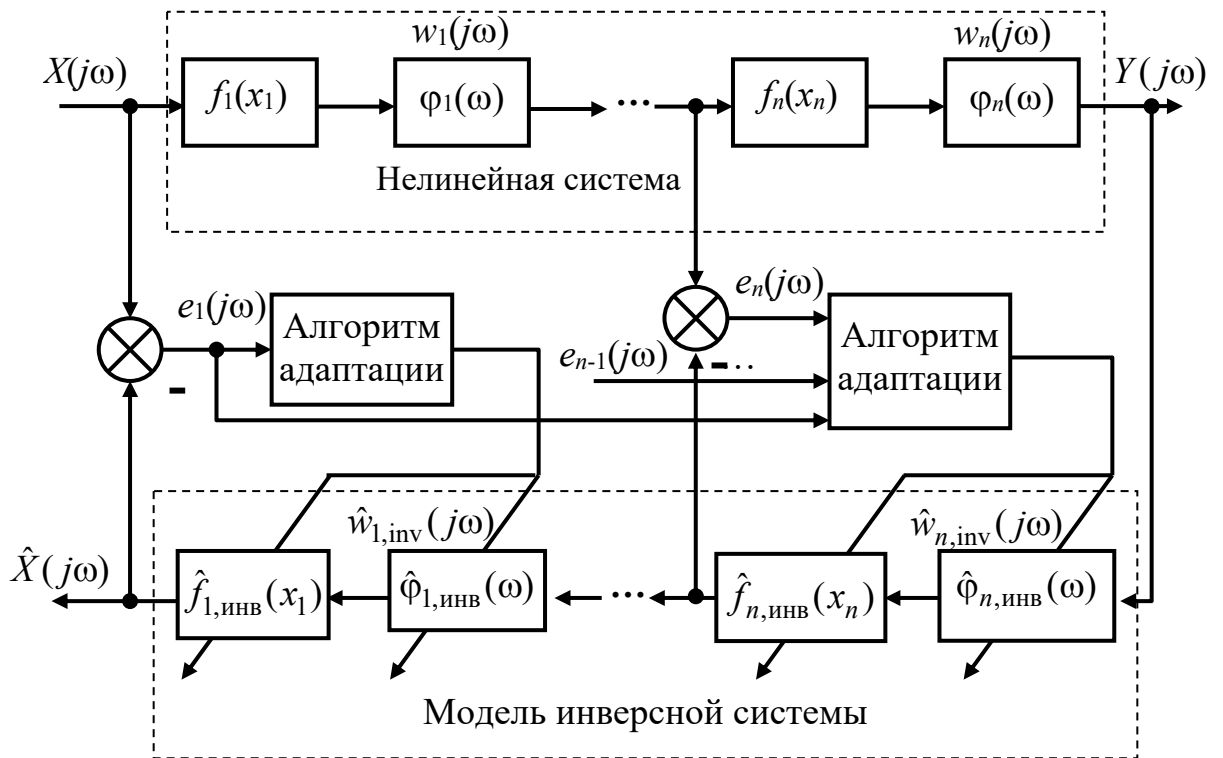 w₁(jω)
wₙ(jω)
X(jω)
f₁(x₁)
φ₁(ω)
...
fₙ(xₙ)
φₙ(ω)
Y(jω)
Нелинейная система
e₁(jω)
Алгоритм
адаптации
eₙ(jω)
eₙ₋₁(jω)
-
-
...
Алгоритм
адаптации
ŵ₁,inv(jω)
ŵₙ,inv(jω)
X̂(jω)
f̂₁,инв(x₁)
φ̂₁,инв(ω)
...
f̂ₙ,инв(xₙ)
φ̂ₙ,инв(ω)
Модель инверсной системы